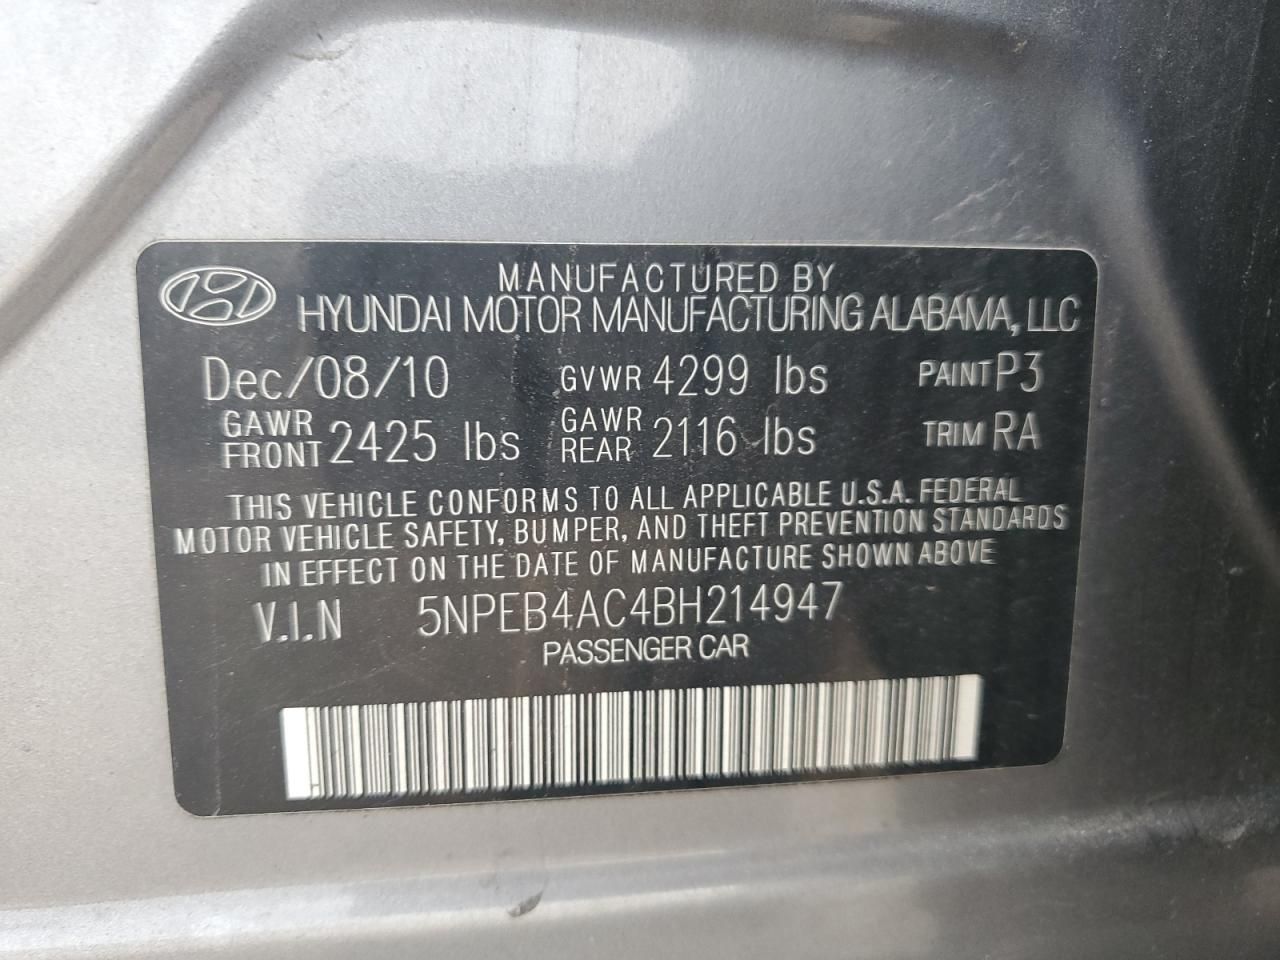 MANUFACTURED BY
HYUNDAI MOTOR MANUFACTURING ALABAMA, LLC
Dec/08/10 GVWR 4299 lbs PAINT P3
GAWR FRONT 2425 lbs GAWR REAR 2116 lbs TRIM RA
THIS VEHICLE CONFORMS TO ALL APPLICABLE U.S.A. FEDERAL
MOTOR VEHICLE SAFETY, BUMPER, AND THEFT PREVENTION STANDARDS
IN EFFECT ON THE DATE OF MANUFACTURE SHOWN ABOVE
V.I.N 5NPEB4AC4BH214947
PASSENGER CAR